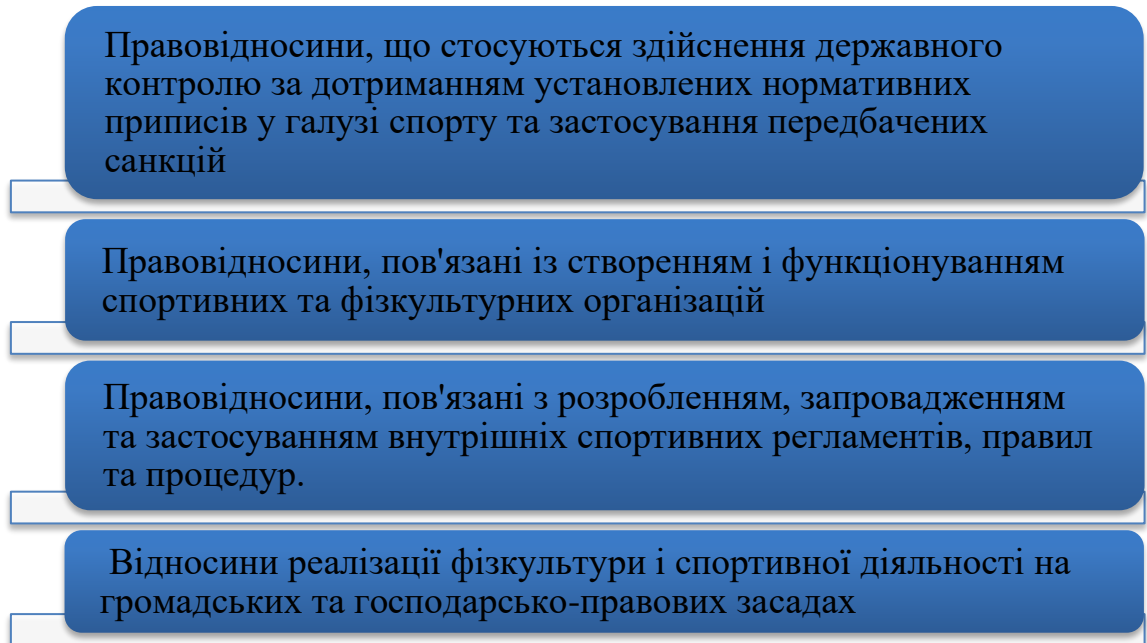 Правовідносини, що стосуються здійснення державного
контролю за дотриманням установлених нормативних
приписів у галузі спорту та застосування передбачених
санкцій
Правовідносини, пов'язані із створенням і функціонуванням
спортивних та фізкультурних організацій
Правовідносини, пов'язані з розробленням, запровадженням
та застосуванням внутрішніх спортивних регламентів, правил
та процедур.
Відносини реалізації фізкультури і спортивної діяльності на
громадських та господарсько-правових засадах